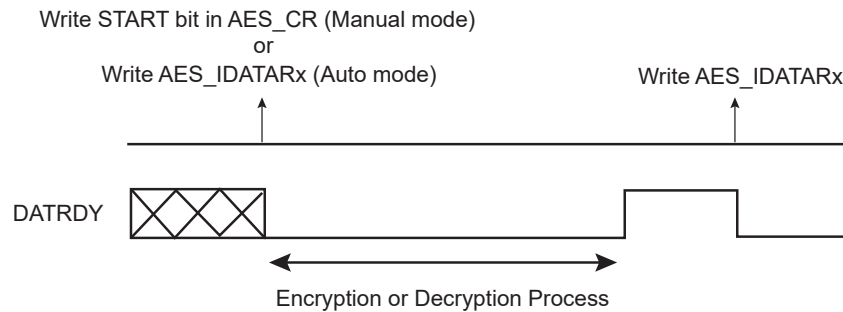 Write START bit in AES_CR (Manual mode)
or
Write AES_IDATARx (Auto mode)
Write AES_IDATARx
DATRDY
Encryption or Decryption Process